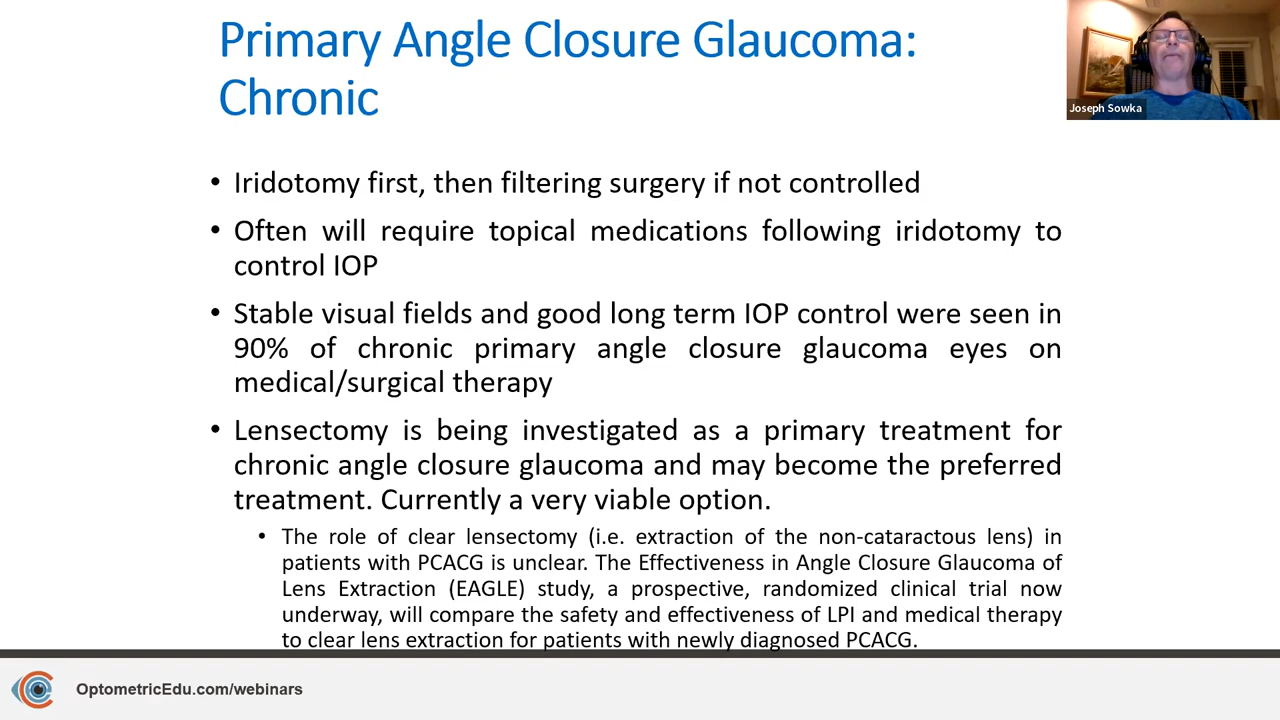 Primary Angle Closure Glaucoma:
Chronic
Joseph Sowka
• Iridotomy first, then filtering surgery if not controlled
• Often will require topical medications following iridotomy to
control IOP
• Stable visual fields and good long term IOP control were seen in
90% of chronic primary angle closure glaucoma eyes on
medical/surgical therapy
• Lensectomy is being investigated as a primary treatment for
chronic angle closure glaucoma and may become the preferred
treatment. Currently a very viable option.
• The role of clear lensectomy (i.e. extraction of the non-cataractous lens) in
patients with PCACG is unclear. The Effectiveness in Angle Closure Glaucoma of
Lens Extraction (EAGLE) study, a prospective, randomized clinical trial now
underway, will compare the safety and effectiveness of LPI and medical therapy
to clear lens extraction for patients with newly diagnosed PCACG.
OptometricEdu.com/webinars